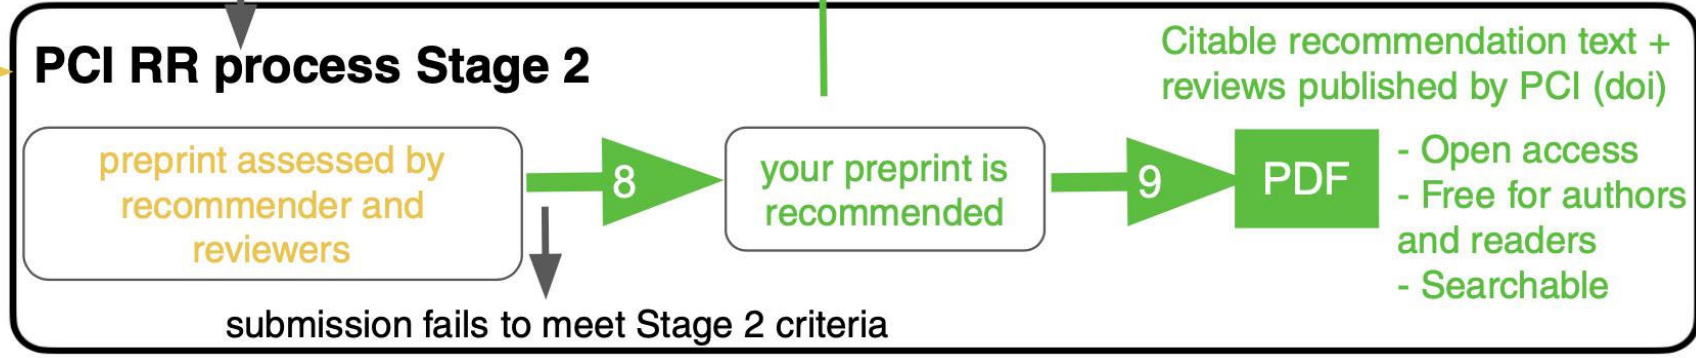 PCI RR process Stage 2
Citable recommendation text +
reviews published by PCI (doi)
preprint assessed by
recommender and
reviewers
8
your preprint is
recommended
9
PDF
- Open access
- Free for authors
and readers
- Searchable
submission fails to meet Stage 2 criteria